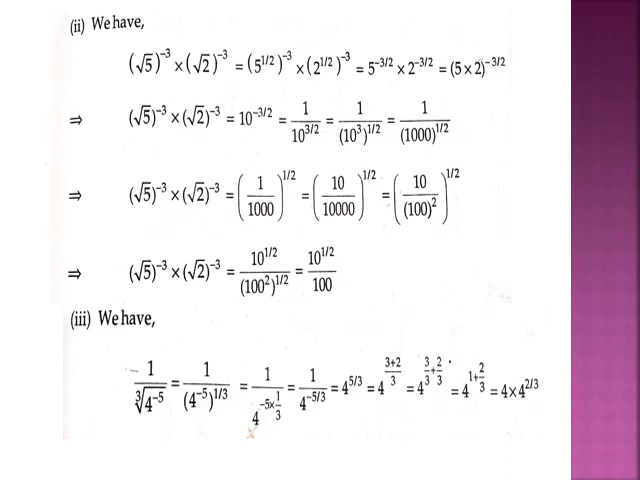 (ii) We have,
(√5)⁻³ × (√2)⁻³ = (5^{1/2})⁻³ × (2^{1/2})⁻³ = 5^{-3/2} × 2^{-3/2} = (5 × 2)^{-3/2}
⇒ (√5)⁻³ × (√2)⁻³ = 10^{-3/2} = 1/10^{3/2} = 1/(10³)^{1/2} = 1/(1000)^{1/2}
⇒ (√5)⁻³ × (√2)⁻³ = (1/1000)^{1/2} = (10/10000)^{1/2} = (10/(100)²)^{1/2}
⇒ (√5)⁻³ × (√2)⁻³ = 10^{1/2}/(100²)^{1/2} = 10^{1/2}/100
(iii) We have,
1/∛(4⁻⁵) = 1/(4⁻⁵)^{1/3} = 1/4^{-5×1/3} = 1/4^{-5/3} = 4^{5/3} = 4^{(3+2)/3} = 4^{3/3+2/3} = 4^{1+2/3} = 4 × 4^{2/3}